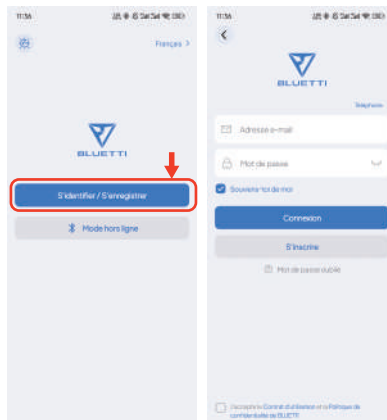 11:36
Français >
BLUETTI
S'identifier / S'enregistrer
Mode hors ligne
11:36
BLUETTI
Téléphone
Adresse e-mail
Mot de passe
Souviens-toi de moi
Connexion
S'inscrire
Mot de passe oublié
J'accepte le Contrat d'utilisation et la Politique de
confidentialité de BLUETTI